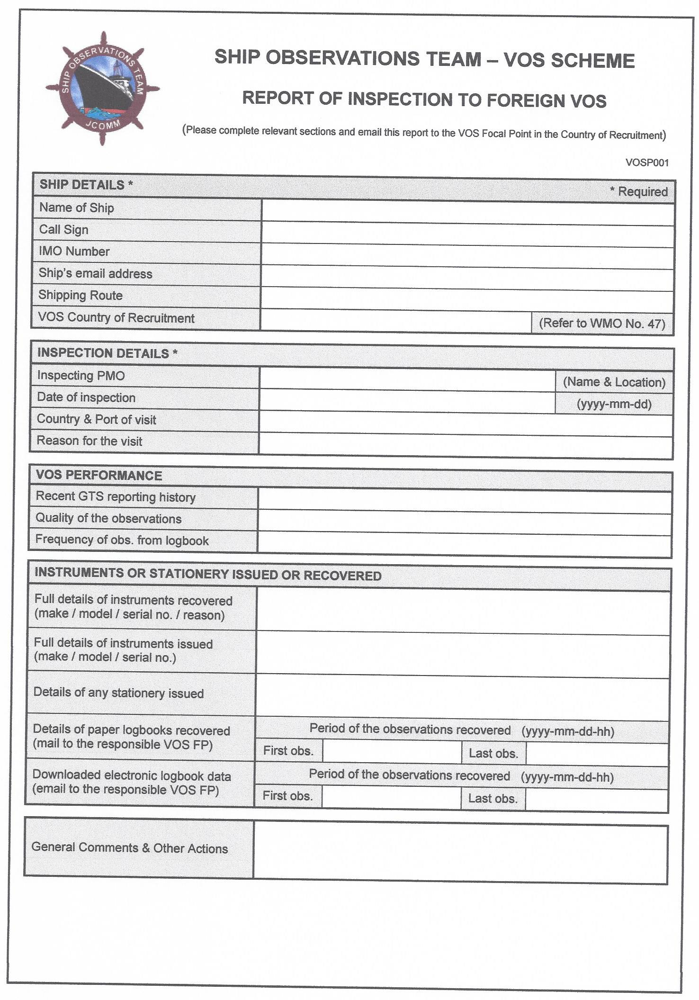 SHIP OBSERVATIONS TEAM
JCOMM
SHIP OBSERVATIONS TEAM – VOS SCHEME
REPORT OF INSPECTION TO FOREIGN VOS
(Please complete relevant sections and email this report to the VOS Focal Point in the Country of Recruitment)
VOSP001
SHIP DETAILS * * Required
Name of Ship
Call Sign
IMO Number
Ship's email address
Shipping Route
VOS Country of Recruitment (Refer to WMO No. 47)
INSPECTION DETAILS *
Inspecting PMO (Name & Location)
Date of inspection (yyyy-mm-dd)
Country & Port of visit
Reason for the visit
VOS PERFORMANCE
Recent GTS reporting history
Quality of the observations
Frequency of obs. from logbook
INSTRUMENTS OR STATIONERY ISSUED OR RECOVERED
Full details of instruments recovered
(make / model / serial no. / reason)
Full details of instruments issued
(make / model / serial no.)
Details of any stationery issued
Details of paper logbooks recovered
(mail to the responsible VOS FP)
Period of the observations recovered (yyyy-mm-dd-hh)
First obs. Last obs.
Downloaded electronic logbook data
(email to the responsible VOS FP)
Period of the observations recovered (yyyy-mm-dd-hh)
First obs. Last obs.
General Comments & Other Actions